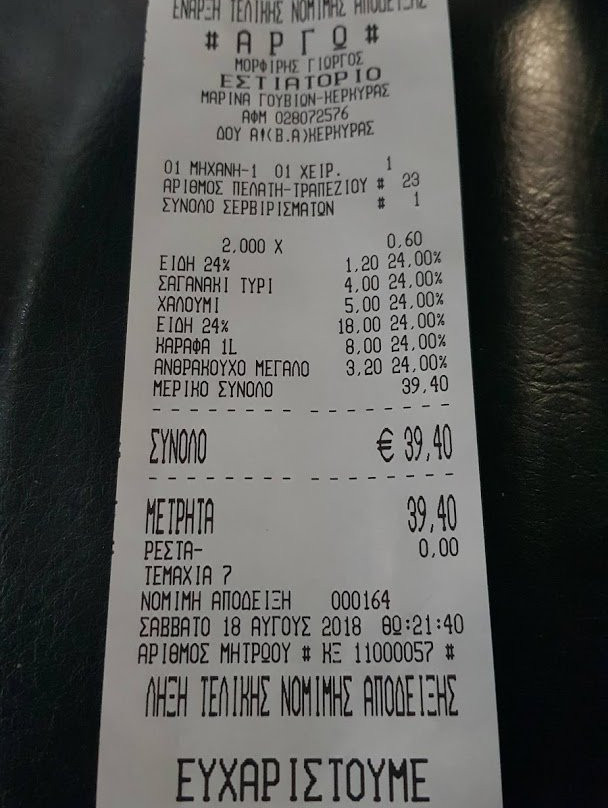 ΕΝΑΡΞΗ ΤΕΛΙΚΗΣ ΝΟΜΙΜΗΣ ΑΠΟΔΕΙΞΗΣ
# ΑΡΓΩ #
ΜΟΡΦΙΡΗΣ ΓΙΩΡΓΟΣ
ΕΣΤΙΑΤΟΡΙΟ
ΜΑΡΙΝΑ ΓΟΥΒΙΩΝ-ΚΕΡΚΥΡΑΣ
ΑΦΜ 028072576
ΔΟΥ Α!(Β.Α)ΚΕΡΚΥΡΑΣ
01 ΜΗΧΑΝΗ-1 01 ΧΕΙΡ. 1
ΑΡΙΘΜΟΣ ΠΕΛΑΤΗ-ΤΡΑΠΕΖΙΟΥ # 23
ΣΥΝΟΛΟ ΣΕΡΒΙΡΙΣΜΑΤΩΝ # 1
2,000 X 0,60
ΕΙΔΗ 24% 1,20 24,00%
ΣΑΓΑΝΑΚΙ ΤΥΡΙ 4,00 24,00%
ΧΑΛΟΥΜΙ 5,00 24,00%
ΕΙΔΗ 24% 18,00 24,00%
ΚΑΡΑΦΑ 1L 8,00 24,00%
ΑΝΘΡΑΚΟΥΧΟ ΜΕΓΑΛΟ 3,20 24,00%
ΜΕΡΙΚΟ ΣΥΝΟΛΟ 39,40
ΣΥΝΟΛΟ € 39,40
ΜΕΤΡΗΤΑ 39,40
ΡΕΣΤΑ- 0,00
ΤΕΜΑΧΙΑ 7
ΝΟΜΙΜΗ ΑΠΟΔΕΙΞΗ 000164
ΣΑΒΒΑΤΟ 18 ΑΥΓΟΥΣ 2018 ΘΩ:21:40
ΑΡΙΘΜΟΣ ΜΗΤΡΩΟΥ # ΚΞ 11000057 #
ΛΗΞΗ ΤΕΛΙΚΗΣ ΝΟΜΙΜΗΣ ΑΠΟΔΕΙΞΗΣ
ΕΥΧΑΡΙΣΤΟΥΜΕ